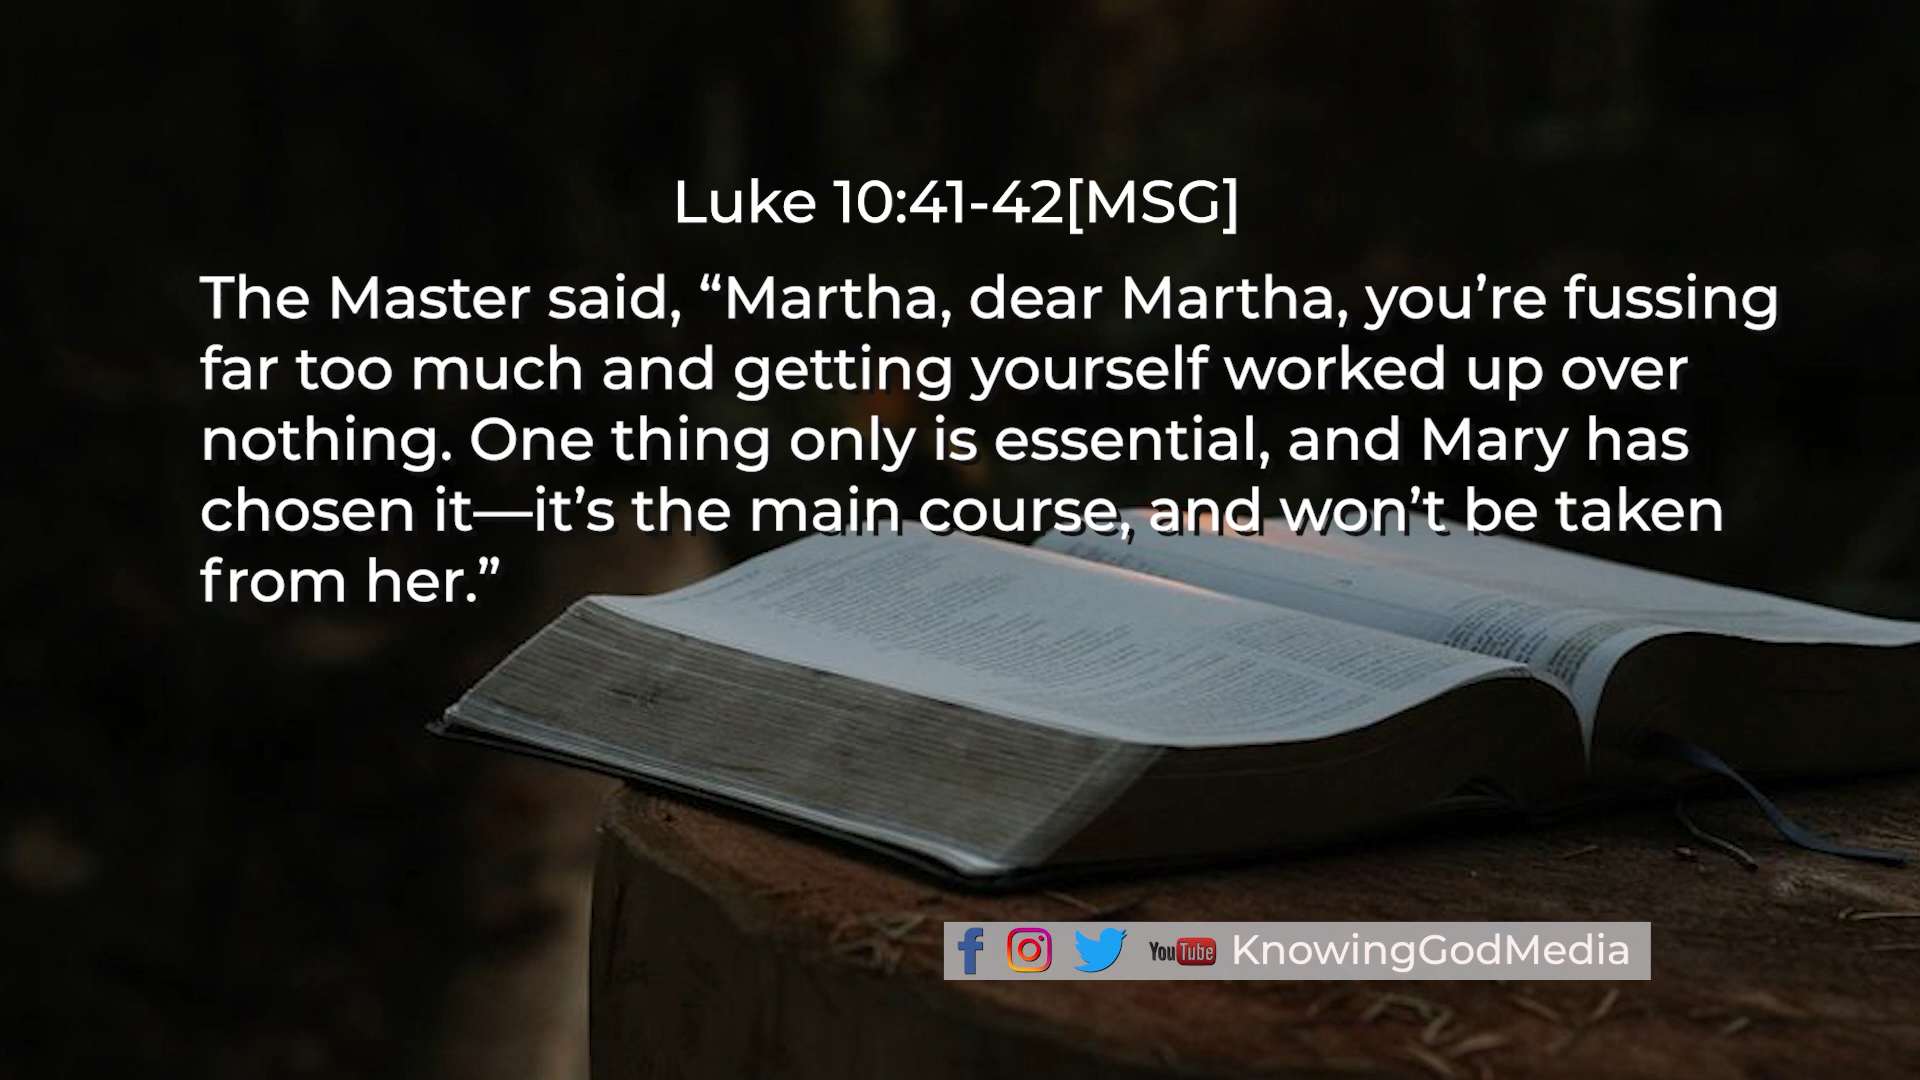 Luke 10:41-42[MSG]
The Master said, “Martha, dear Martha, you’re fussing
far too much and getting yourself worked up over
nothing. One thing only is essential, and Mary has
chosen it—it’s the main course, and won’t be taken
from her.”
YouTube KnowingGodMedia